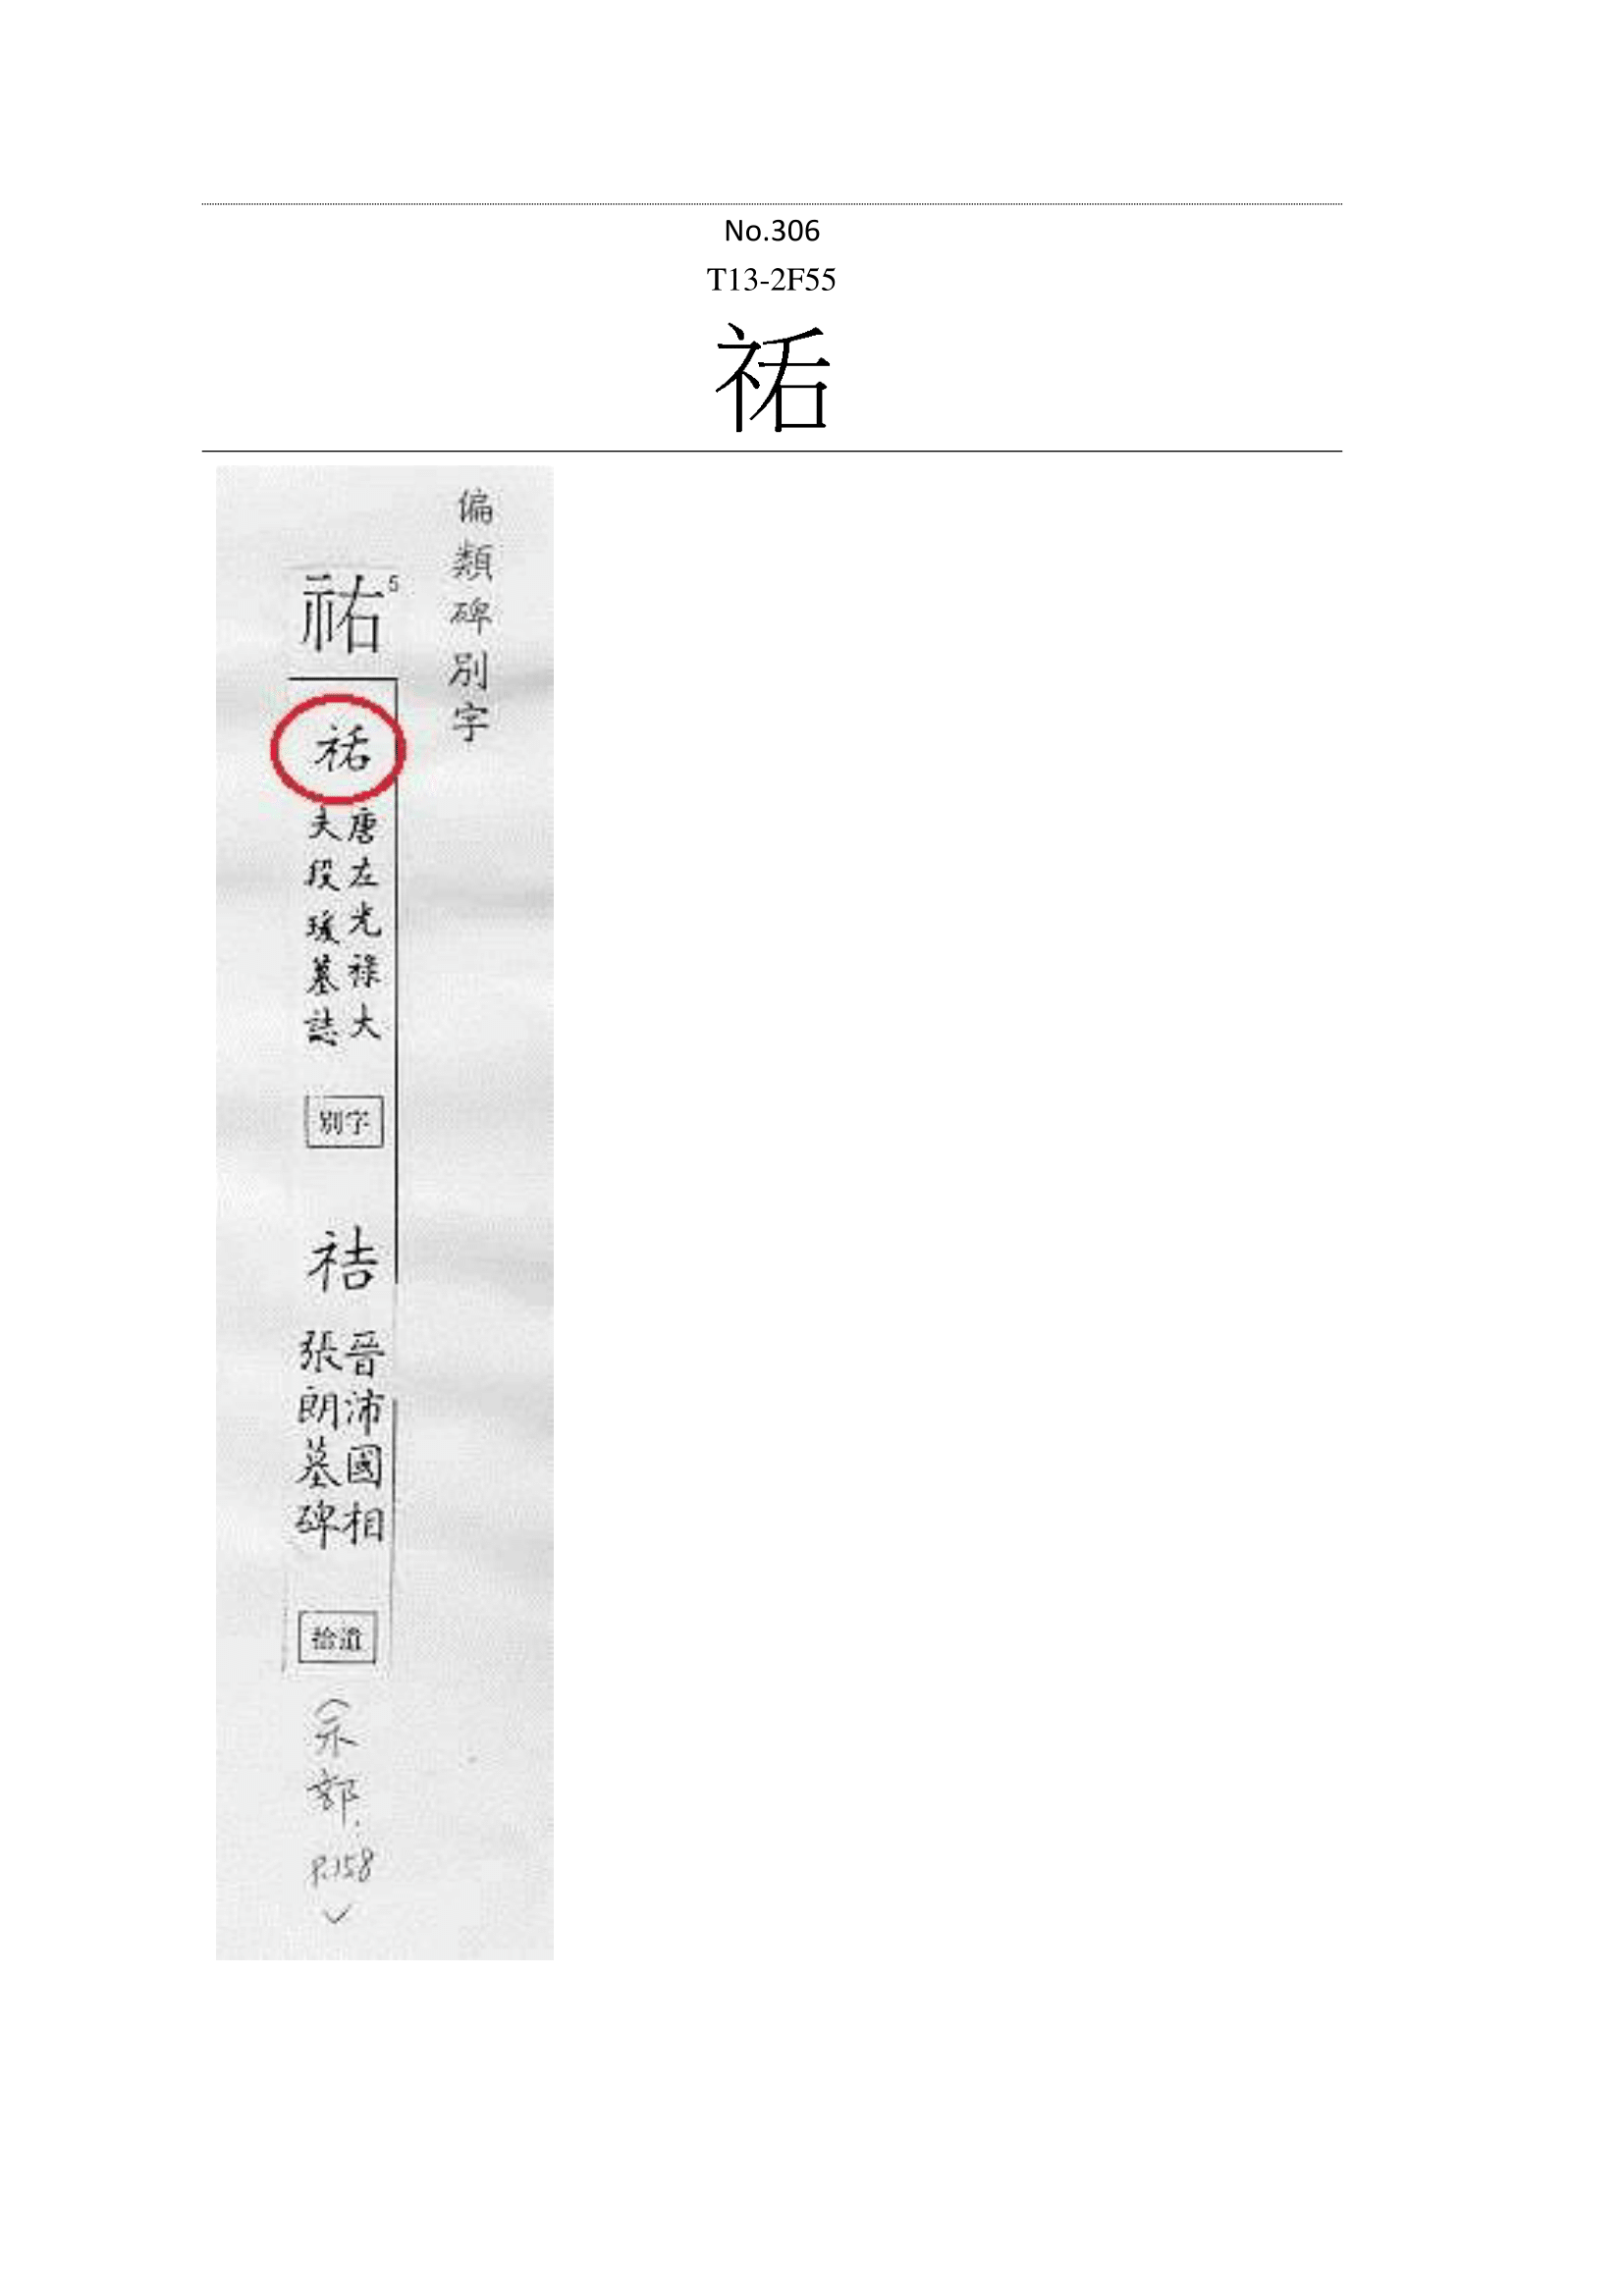 No.306
T13-2F55
偏類碑別字
祐5
唐左光祿大
夫段瑗墓誌
別字
晉沛國相
張朗墓碑
拾遺
(示部.P.158)